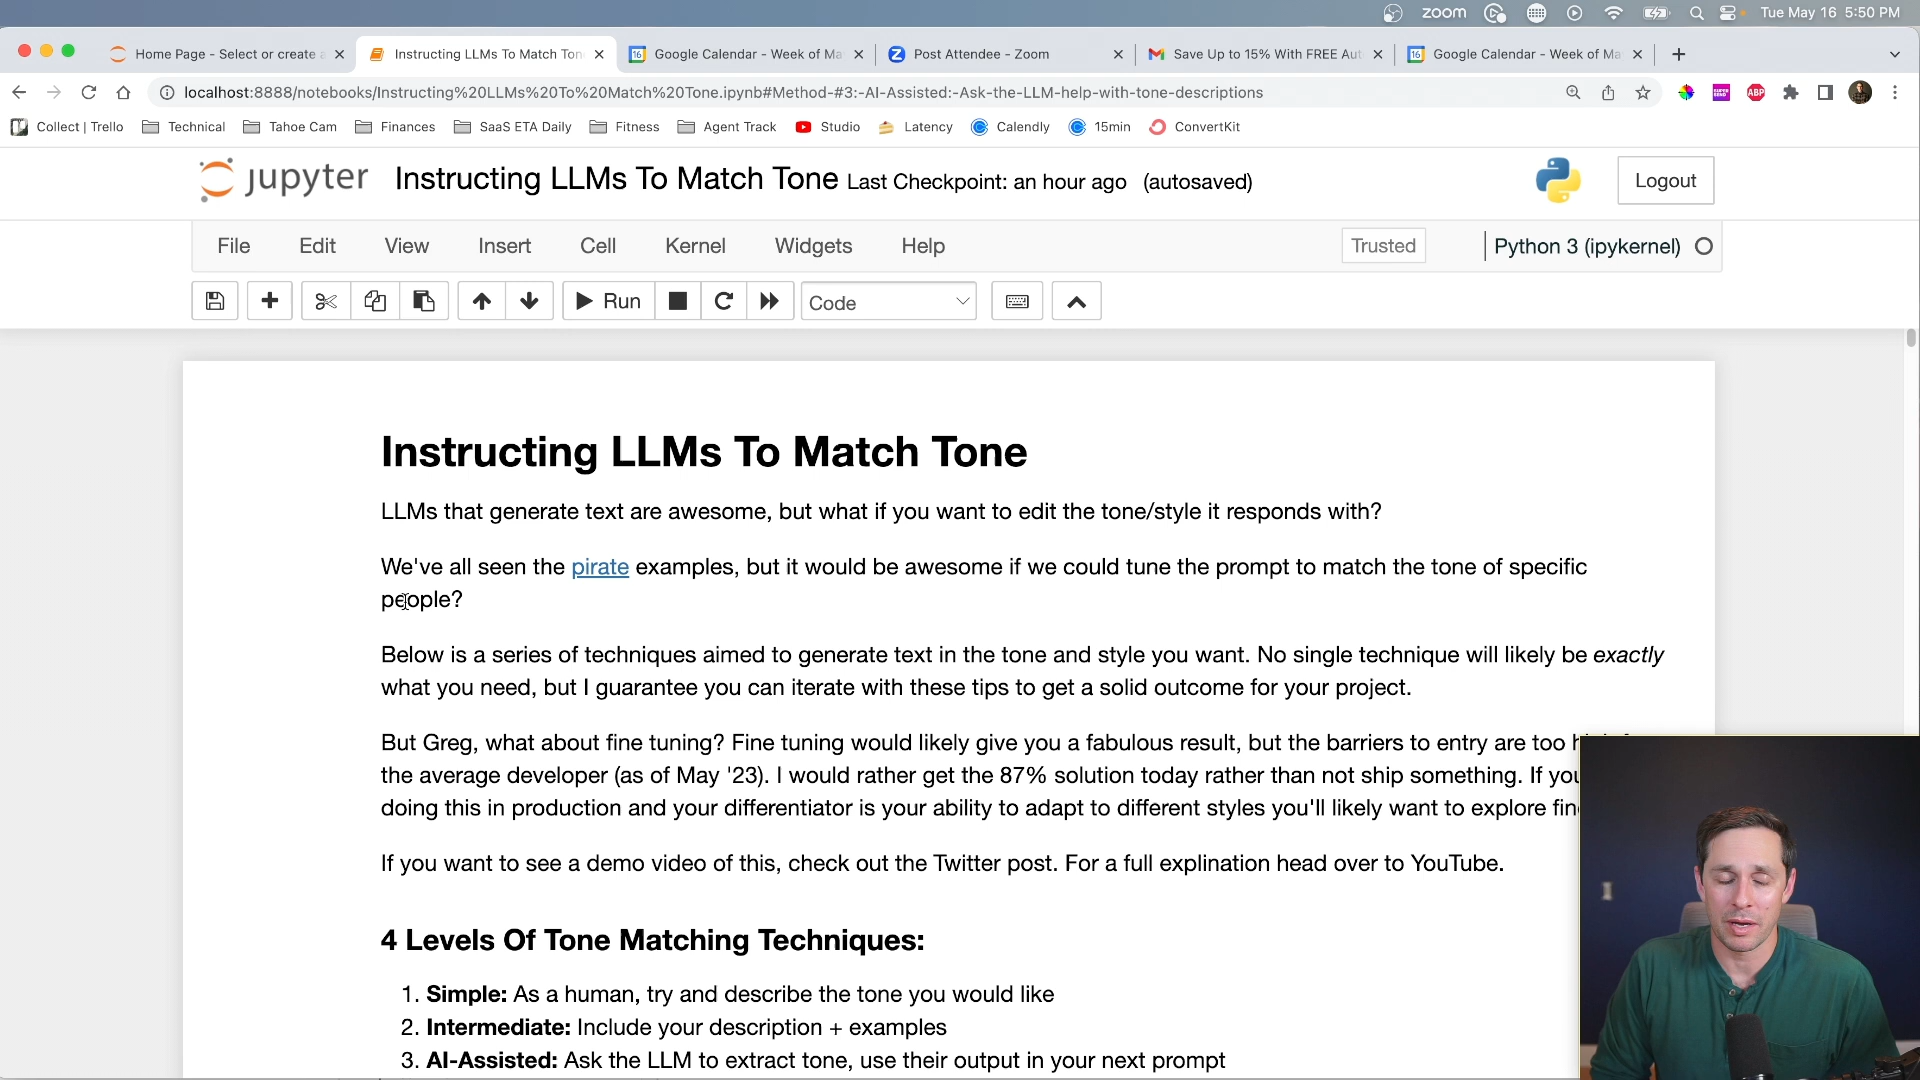 zoom
Tue May 16 5:50 PM
Home Page - Select or create a
Instructing LLMs To Match Ton
16
Google Calendar - Week of Ma
Post Attendee - Zoom
Save Up to 15% With FREE Aut
16
Google Calendar - Week of Ma
localhost:8888/notebooks/Instructing%20LLMs%20To%20Match%20Tone.ipynb#Method-#3:-AI-Assisted:-Ask-the-LLM-help-with-tone-descriptions
ABP
Collect | Trello
Technical
Tahoe Cam
Finances
SaaS ETA Daily
Fitness
Agent Track
Studio
Latency
Calendly
15min
ConvertKit
jupyter
Instructing LLMs To Match Tone Last Checkpoint: an hour ago (autosaved)
Logout
File Edit View Insert Cell Kernel Widgets Help
Trusted
Python 3 (ipykernel)
Run
Code
Instructing LLMs To Match Tone
LLMs that generate text are awesome, but what if you want to edit the tone/style it responds with?
We've all seen the pirate examples, but it would be awesome if we could tune the prompt to match the tone of specific
people?
Below is a series of techniques aimed to generate text in the tone and style you want. No single technique will likely be exactly
what you need, but I guarantee you can iterate with these tips to get a solid outcome for your project.
But Greg, what about fine tuning? Fine tuning would likely give you a fabulous result, but the barriers to entry are too
the average developer (as of May '23). I would rather get the 87% solution today rather than not ship something. If you
doing this in production and your differentiator is your ability to adapt to different styles you'll likely want to explore fin
If you want to see a demo video of this, check out the Twitter post. For a full explination head over to YouTube.
4 Levels Of Tone Matching Techniques:
1. Simple: As a human, try and describe the tone you would like
2. Intermediate: Include your description + examples
3. AI-Assisted: Ask the LLM to extract tone, use their output in your next prompt